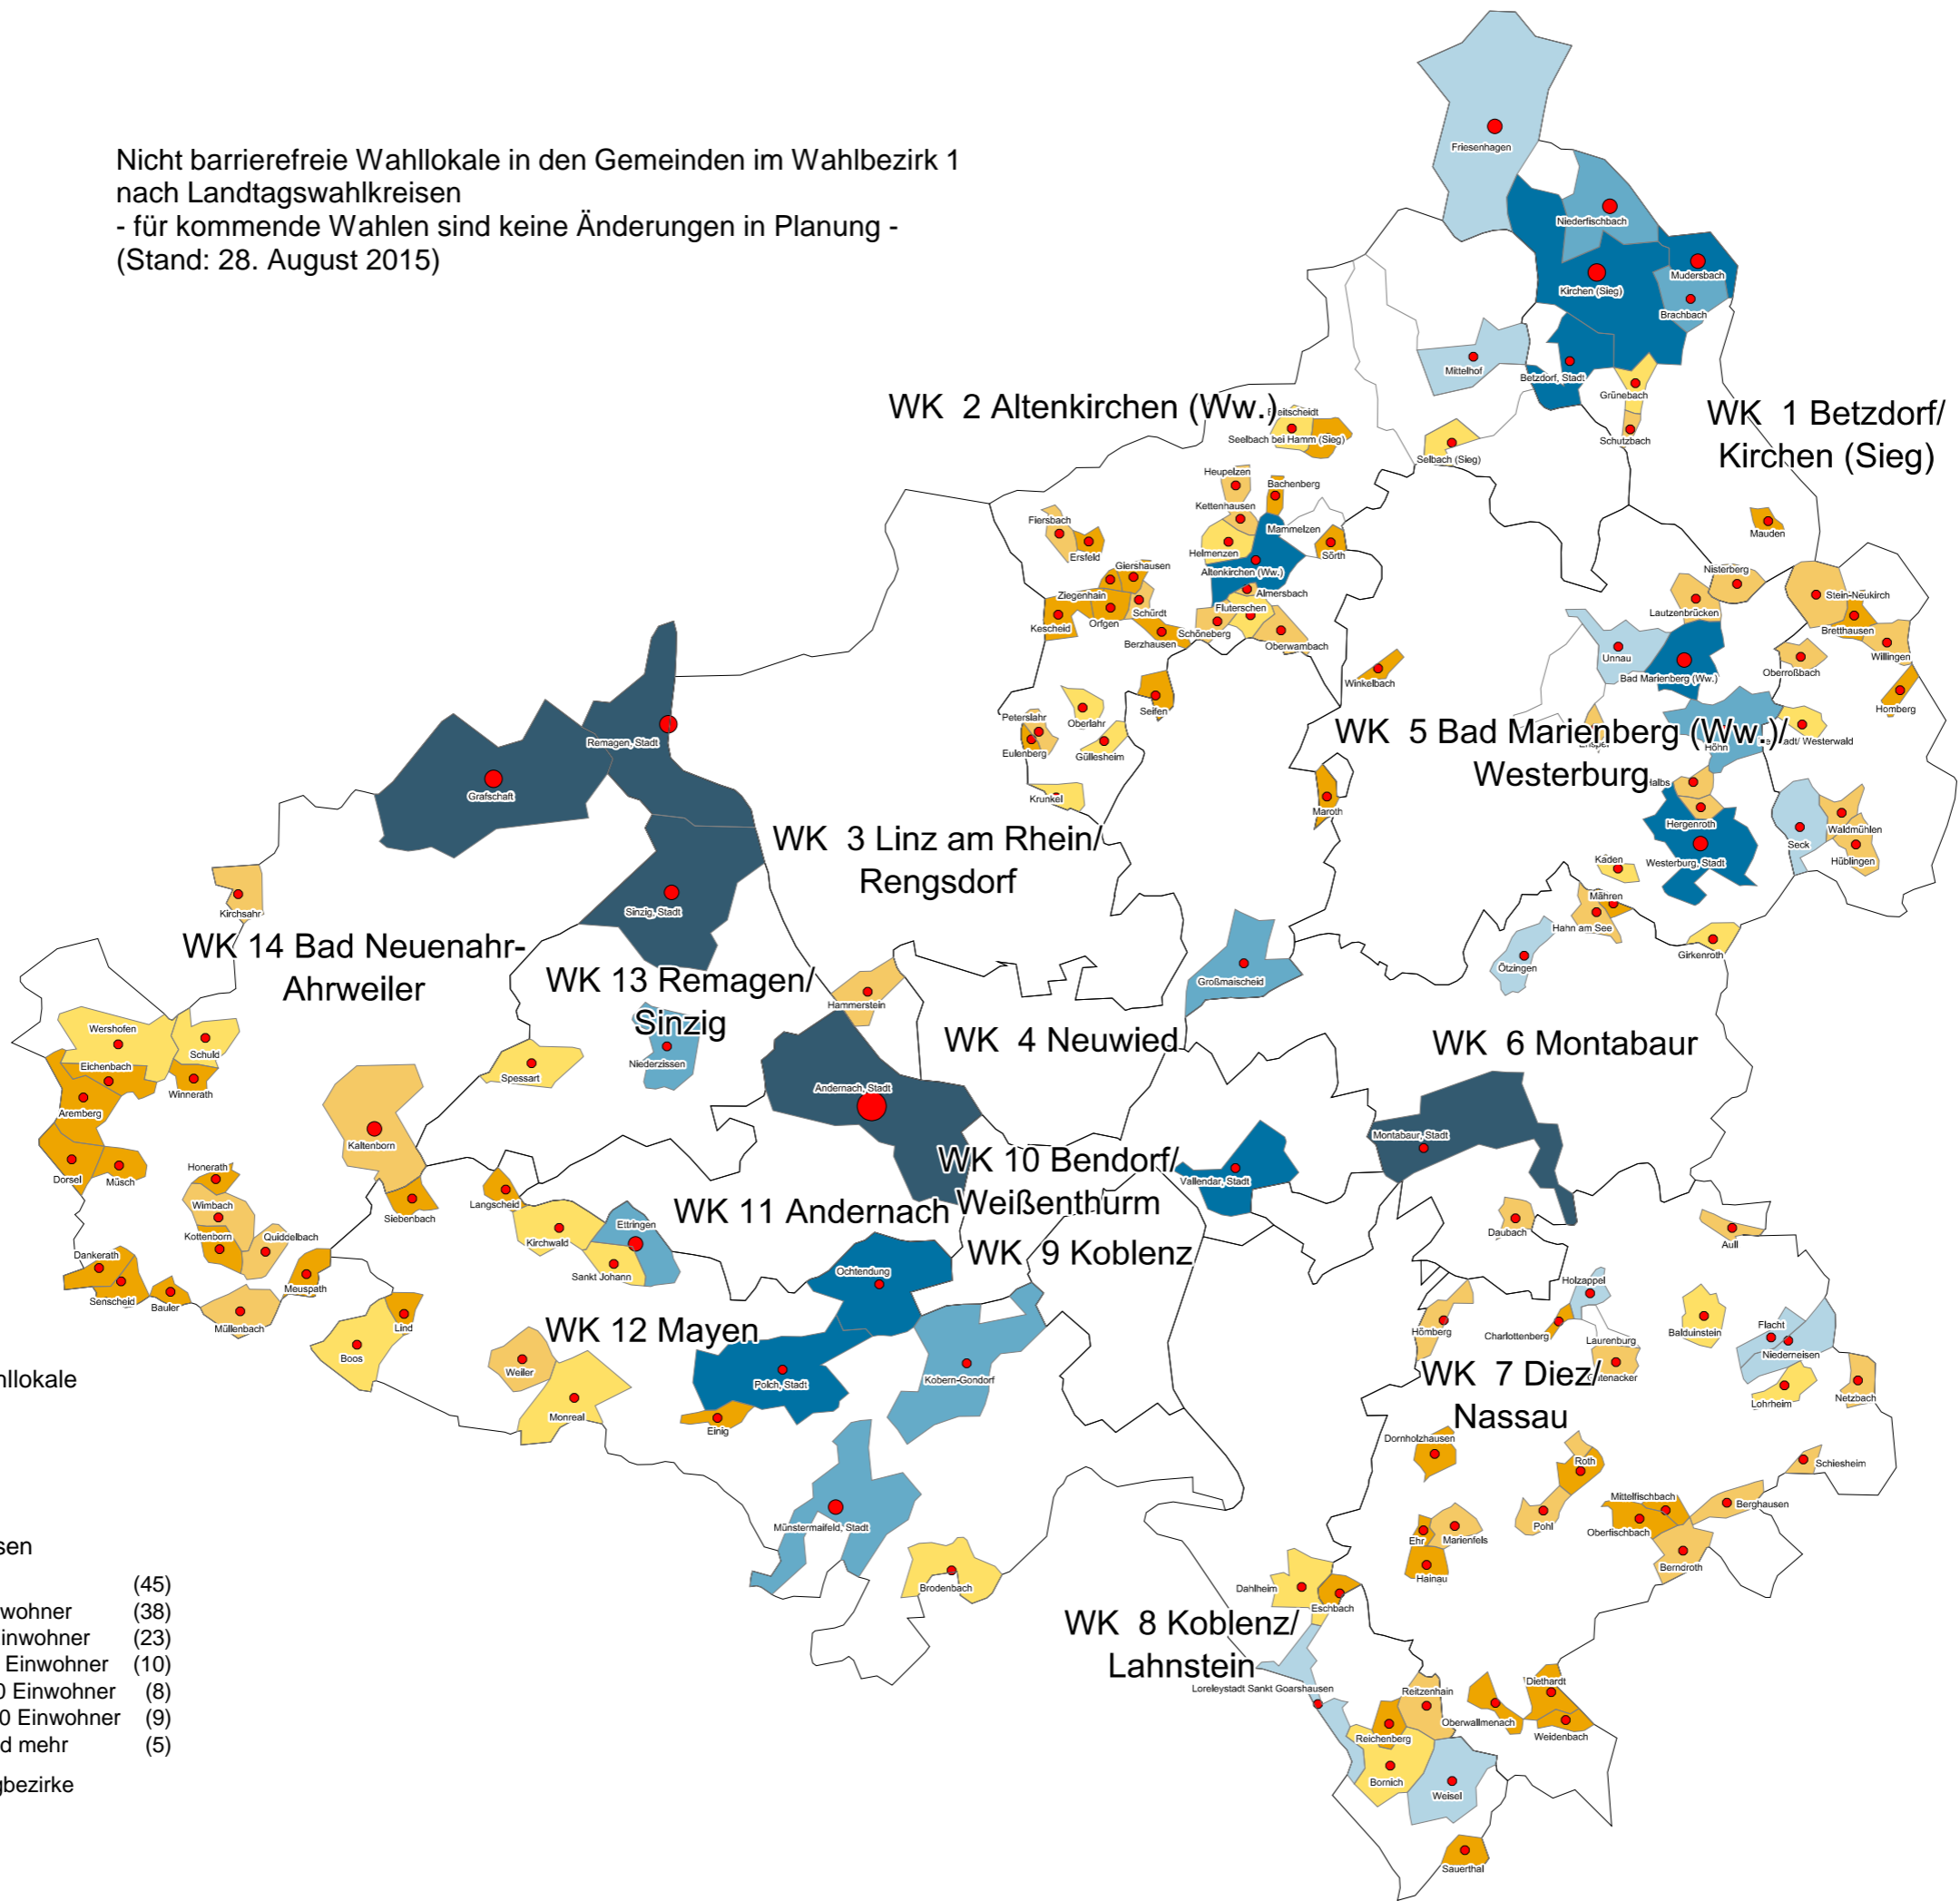 Nicht barrierefreie Wahllokale in den Gemeinden im Wahlbezirk 1
nach Landtagswahlkreisen
- für kommende Wahlen sind keine Änderungen in Planung -
(Stand: 28. August 2015)
Friesenhagen
Niederfischbach
Mudersbach
Kirchen (Sieg)
Brachbach
Mittelhof
Betzdorf, Stadt
Grünebach
Schutzbach
WK 1 Betzdorf/
Kirchen (Sieg)
WK 2 Altenkirchen (Ww.)
Seelbach bei Hamm (Sieg)
Selbach (Sieg)
Heupelzen
Bachenberg
Kettenhausen
Mammelzen
Fiersbach
Ersfeld
Helmenzen
Sörth
Altenkirchen (Ww.)
Giershausen
Ziegenhain
Almersbach
Kescheid
Orfgen
Schürdt
Fluterschen
Berzhausen
Schöneberg
Oberwambach
Mauden
Nisterberg
Lautzenbrücken
Stein-Neukirch
Bretthausen
Willingen
Unnau
Bad Marienberg (Ww.)
Oberroßbach
Homberg
Winkelbach
Seifen
Peterslahr
Oberlahr
Eulenberg
Güllesheim
Krunkel
Maroth
WK 5 Bad Marienberg (Ww.)/
Westerburg
Höhn
Hergenroth
Westerburg, Stadt
Seck
Waldmühlen
Hüblingen
Kaden
Mähren
Hahn am See
Girkenroth
Ötzingen
Remagen, Stadt
Grafschaft
Sinzig, Stadt
WK 3 Linz am Rhein/
Rengsdorf
Großmaischeid
Kirchsahr
WK 14 Bad Neuenahr-
Ahrweiler
WK 13 Remagen/
Sinzig
Hammerstein
Niederzissen
Spessart
WK 4 Neuwied
WK 6 Montabaur
Wershofen
Schuld
Eichenbach
Winnerath
Aremberg
Kaltenborn
Dorsel
Müsch
Andernach, Stadt
Montabaur, Stadt
Vallendar, Stadt
WK 10 Bendorf/
Weißenthurm
WK 11 Andernach
WK 9 Koblenz
Honerath
Wimbach
Kottenborn
Quiddelbach
Siebenbach
Langscheid
Kirchwald
Ettringen
Sankt Johann
Dankerath
Senscheid
Bauler
Meuspath
Müllenbach
Boos
Lind
WK 12 Mayen
Weiler
Monreal
Ochtendung
Polch, Stadt
Kobern-Gondorf
Einig
Münstermaifeld, Stadt
Brodenbach
Daubach
Aull
Holzappel
Hömberg
Charlottenberg
Laurenburg
Balduinstein
Flacht
Niederneisen
Lohrheim
Netzbach
WK 7 Diez/
Nassau
Dornholzhausen
Roth
Schiesheim
Pohl
Mittelfischbach
Berghausen
Oberfischbach
Berndroth
Ehr
Marienfels
Hainau
Dahlheim
Eschbach
WK 8 Koblenz/
Lahnstein
Loreleystadt Sankt Goarshausen
Reitzenhain
Diethardt
Oberwallmenach
Weidenbach
Reichenberg
Bornich
Weisel
Sauerthal
(45)
(38)
(23)
Einwohner (10)
Einwohner (8)
Einwohner (9)
mehr (5)